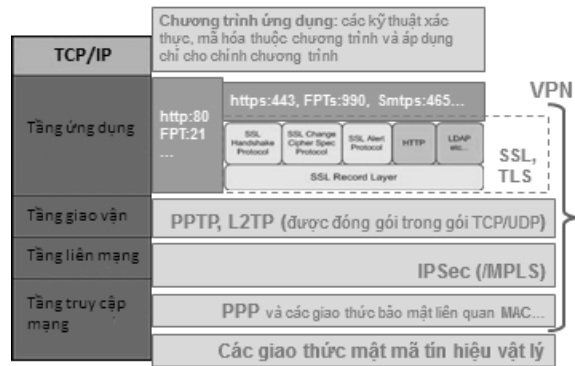 Chương trình ứng dụng: các kỹ thuật xác
thực, mã hóa thuộc chương trình và áp dụng
chỉ cho chính chương trình
TCP/IP
Tầng ứng dụng
http:80
FPT:21
...
https:443, FPTs:990, Smtps:465...
SSL
Handshake
Protocol
SSL Change
Cipher Spec
Protocol
SSL Alert
Protocol
HTTP
LDAP
etc...
SSL Record Layer
SSL,
TLS
VPN
Tầng giao vận
PPTP, L2TP (được đóng gói trong gói TCP/UDP)
Tầng liên mạng
IPSec (/MPLS)
Tầng truy cập
mạng
PPP và các giao thức bảo mật liên quan MAC...
Các giao thức mật mã tín hiệu vật lý